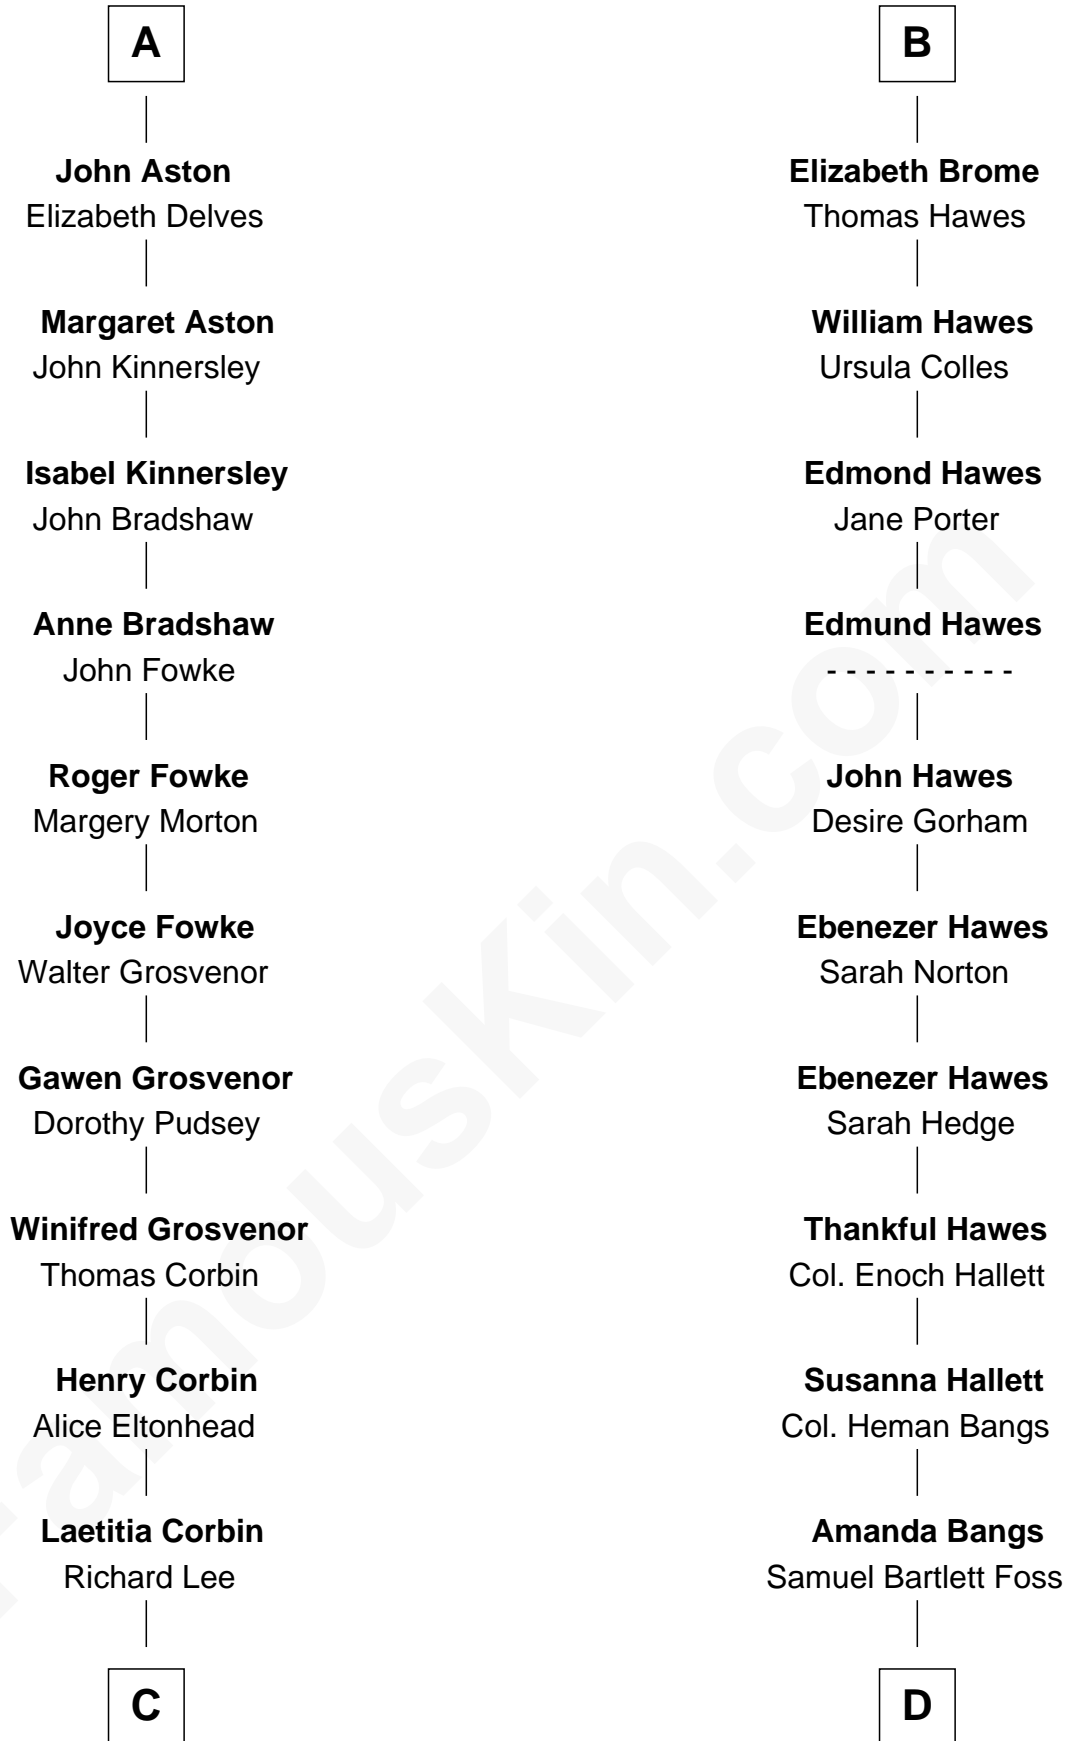 A
John Aston
Elizabeth Delves
Margaret Aston
John Kinnersley
Isabel Kinnersley
John Bradshaw
Anne Bradshaw
John Fowke
Roger Fowke
Margery Morton
Joyce Fowke
Walter Grosvenor
Gawen Grosvenor
Dorothy Pudsey
Winifred Grosvenor
Thomas Corbin
Henry Corbin
Alice Eltonhead
Laetitia Corbin
Richard Lee
C
B
Elizabeth Brome
Thomas Hawes
William Hawes
Ursula Colles
Edmond Hawes
Jane Porter
Edmund Hawes
- - - - - - - - - -
John Hawes
Desire Gorham
Ebenezer Hawes
Sarah Norton
Ebenezer Hawes
Sarah Hedge
Thankful Hawes
Col. Enoch Hallett
Susanna Hallett
Col. Heman Bangs
Amanda Bangs
Samuel Bartlett Foss
D
FamousKin.com